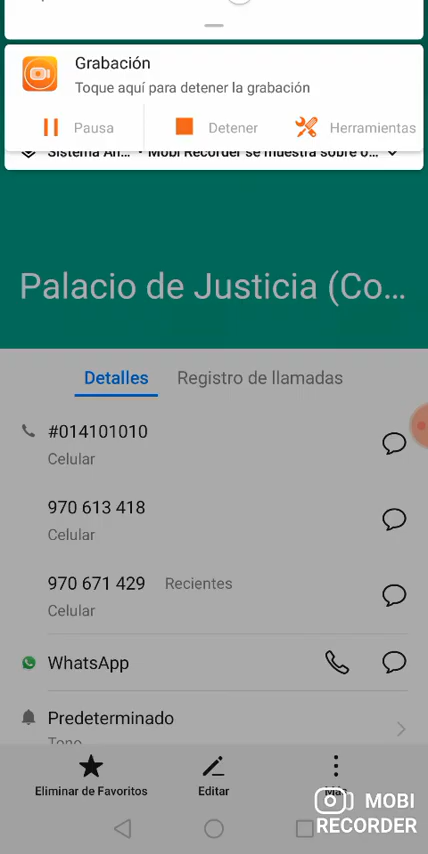 Grabación
Toque aquí para detener la grabación
Pausa
Detener
Herramientas
Sistema An... • Mobi Recorder se muestra sobre o...
Palacio de Justicia (Co...
Detalles
Registro de llamadas
#014101010
Celular
970 613 418
Celular
970 671 429 Recientes
Celular
WhatsApp
Predeterminado
Tono
Eliminar de Favoritos
Editar
Más
MOBI
RECORDER